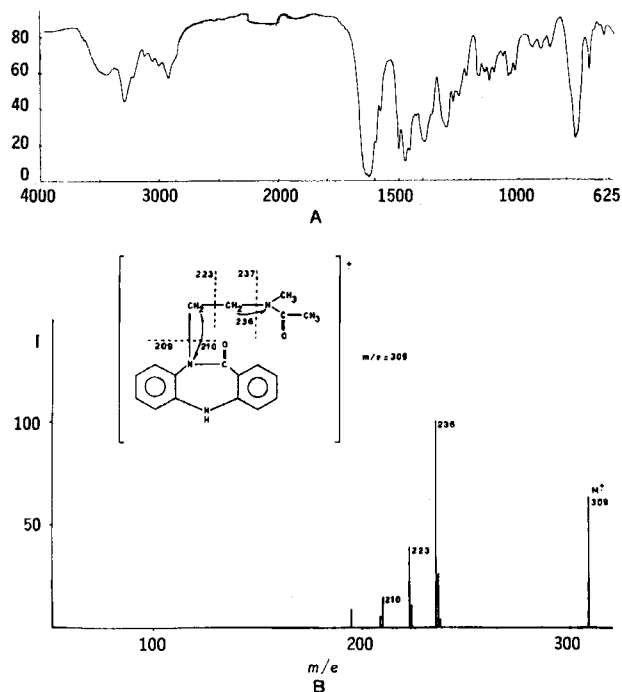 80
60
40
20
0
4000 3000 2000 1500 1000 625
A
+
223 237
CH2 CH2 N CH3
236 C CH3
O
209 210 O
N C
N
H
m/e = 309
I
100
50
236
M+
309
223
210
100 200 300
m/e
B